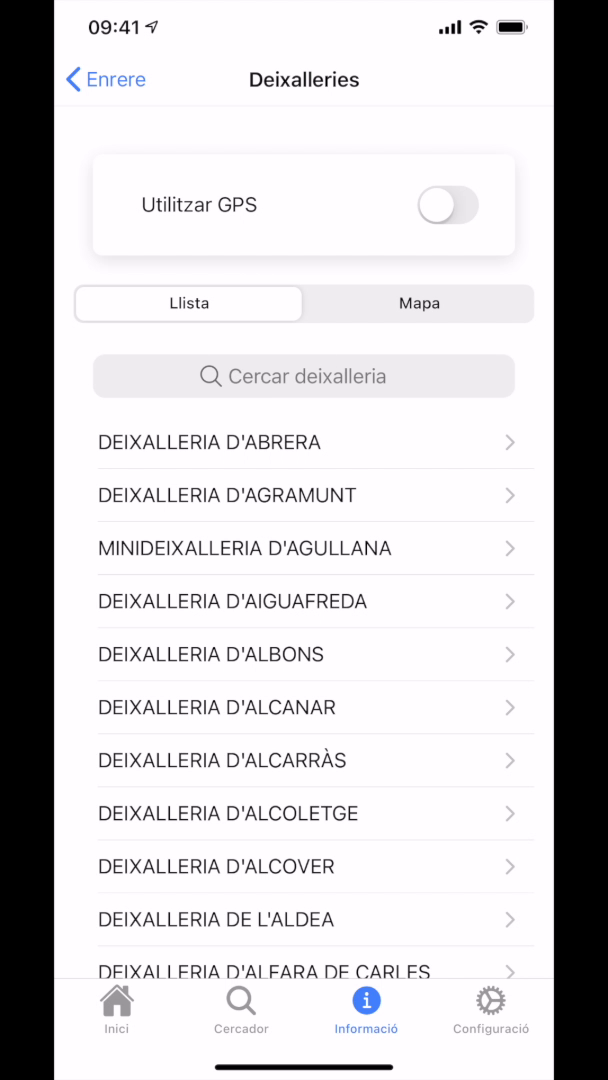 09:41
Enrere
Deixalleries
Utilitzar GPS
Llista
Mapa
Cercar deixalleria
DEIXALLERIA D'ABRERA
DEIXALLERIA D'AGRAMUNT
MINIDEIXALLERIA D'AGULLANA
DEIXALLERIA D'AIGUAFREDA
DEIXALLERIA D'ALBONS
DEIXALLERIA D'ALCANAR
DEIXALLERIA D'ALCARRÀS
DEIXALLERIA D'ALCOLETGE
DEIXALLERIA D'ALCOVER
DEIXALLERIA DE L'ALDEA
DEIXALLERIA D'ALFARA DE CARLES
Inici
Cercador
Informació
Configuració